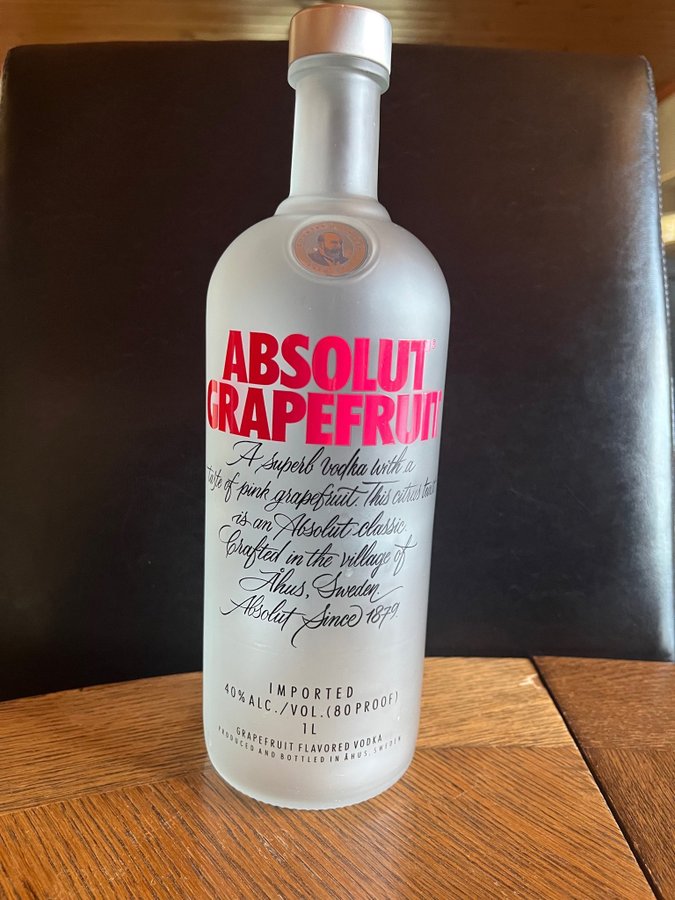 ABSOLUT
GRAPEFRUIT
A superb vodka with a
taste of pink grapefruit. This citrus twist
is an Absolut classic.
Crafted in the village of
Åhus, Sweden.
Absolut Since 1879.
IMPORTED
40% ALC./VOL.(80 PROOF)
1L
GRAPEFRUIT FLAVORED VODKA
PRODUCED AND BOTTLED IN ÅHUS, SWEDEN